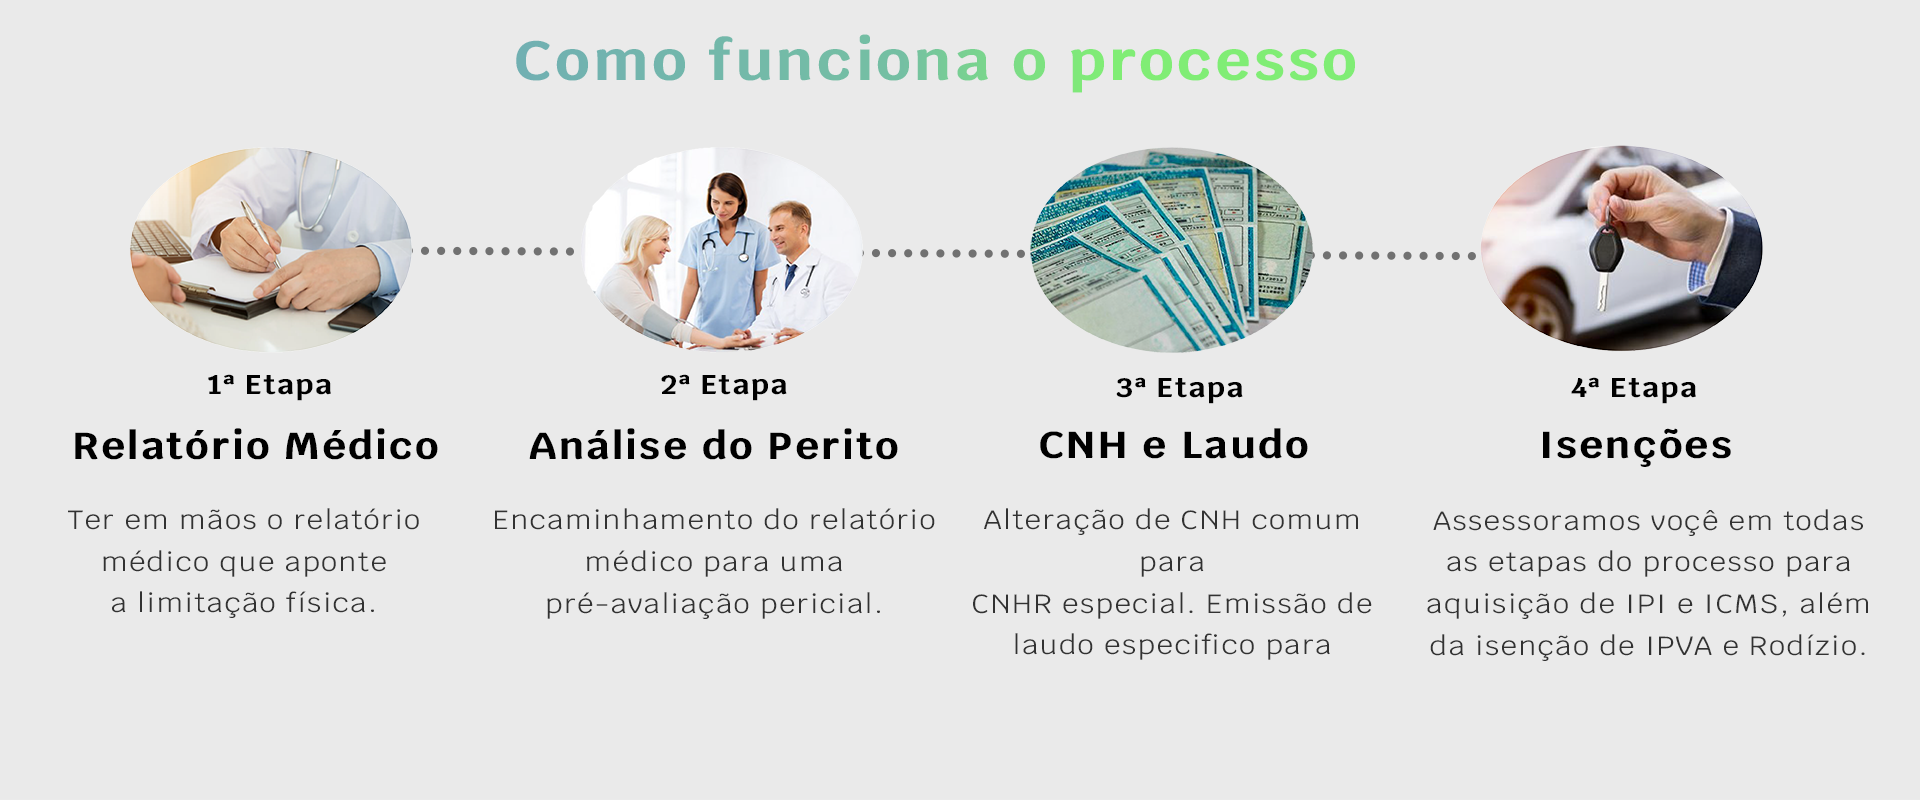 Como funciona o processo
1ª Etapa
Relatório Médico
Ter em mãos o relatório
médico que aponte
a limitação física.
2ª Etapa
Análise do Perito
Encaminhamento do relatório
médico para uma
pré-avaliação pericial.
3ª Etapa
CNH e Laudo
Alteração de CNH comum
para
CNHR especial. Emissão de
laudo especifico para
4ª Etapa
Isenções
Assessoramos voçê em todas
as etapas do processo para
aquisição de IPI e ICMS, além
da isenção de IPVA e Rodízio.